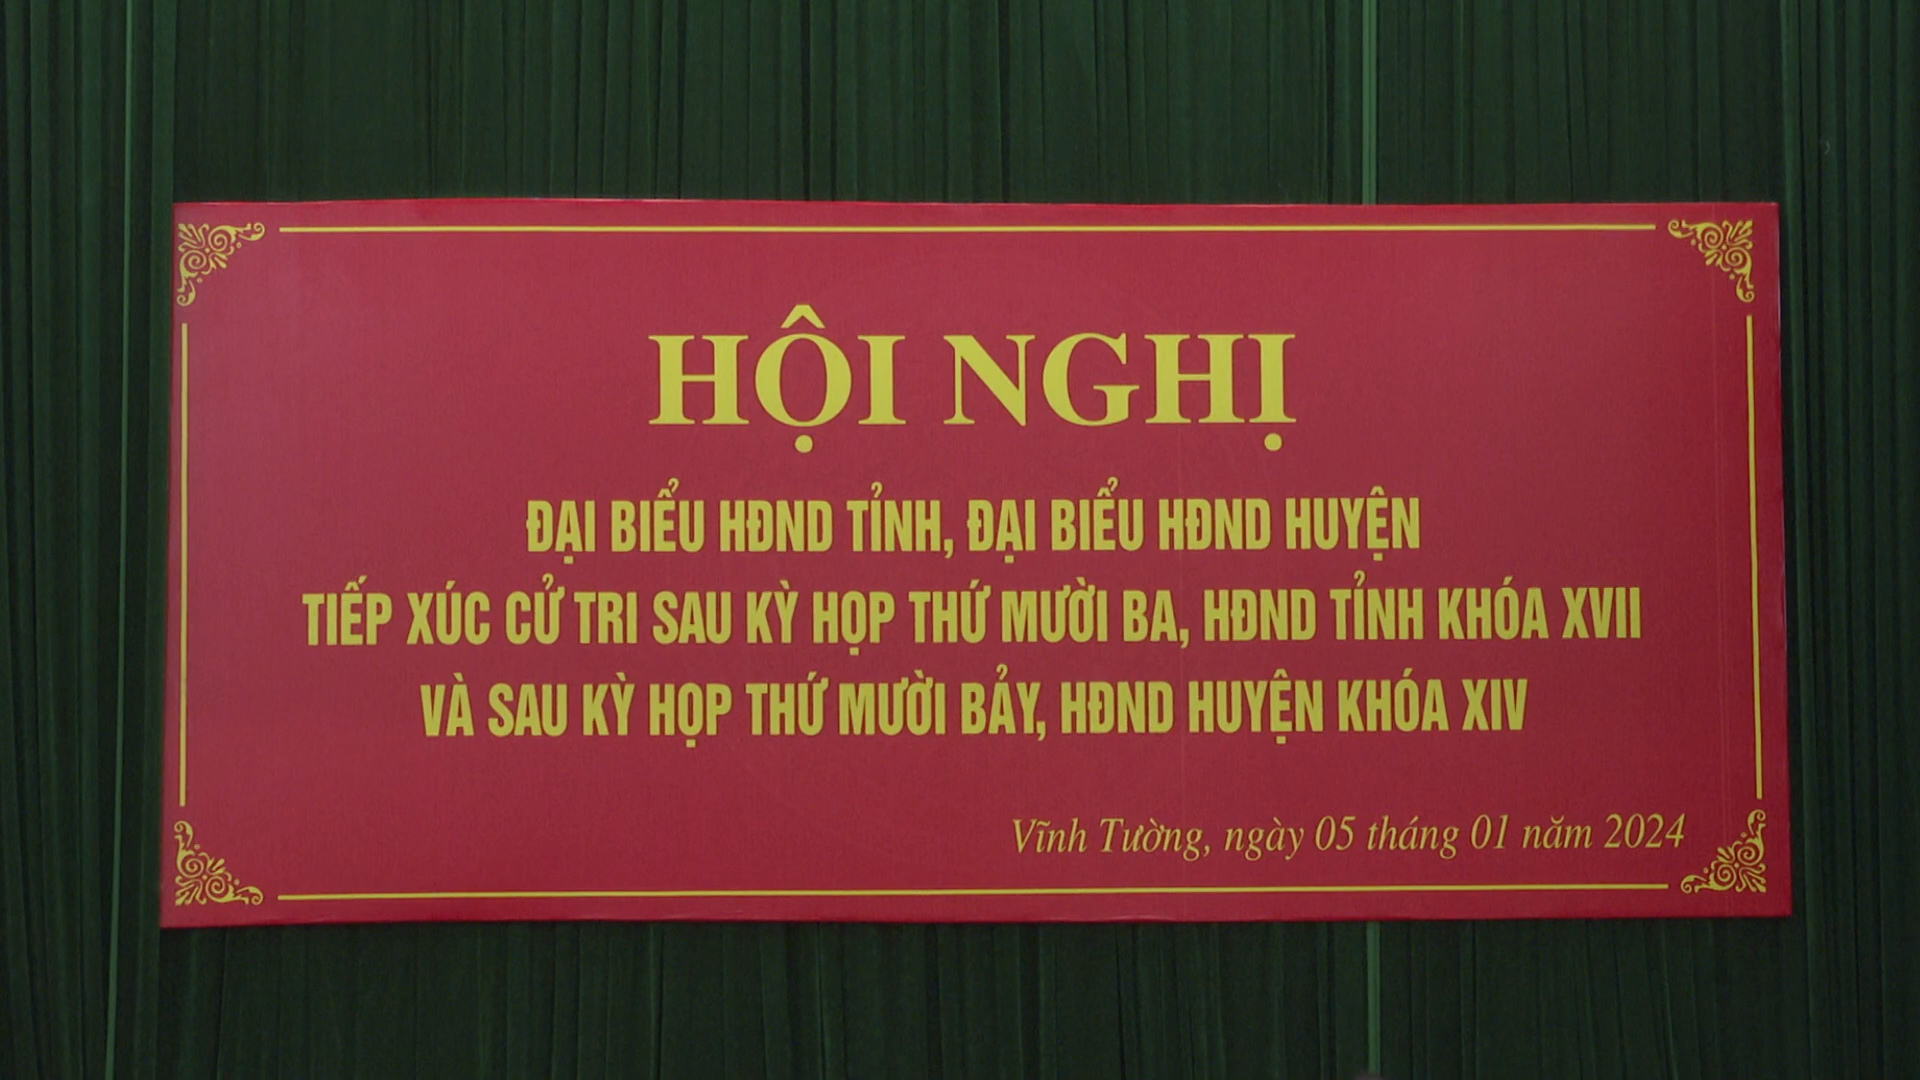 HỘI NGHỊ
ĐẠI BIỂU HĐND TỈNH, ĐẠI BIỂU HĐND HUYỆN
TIẾP XÚC CỬ TRI SAU KỲ HỌP THỨ MƯỜI BA, HĐND TỈNH KHÓA XVII
VÀ SAU KỲ HỌP THỨ MƯỜI BẢY, HĐND HUYỆN KHÓA XIV
Vĩnh Tường, ngày 05 tháng 01 năm 2024